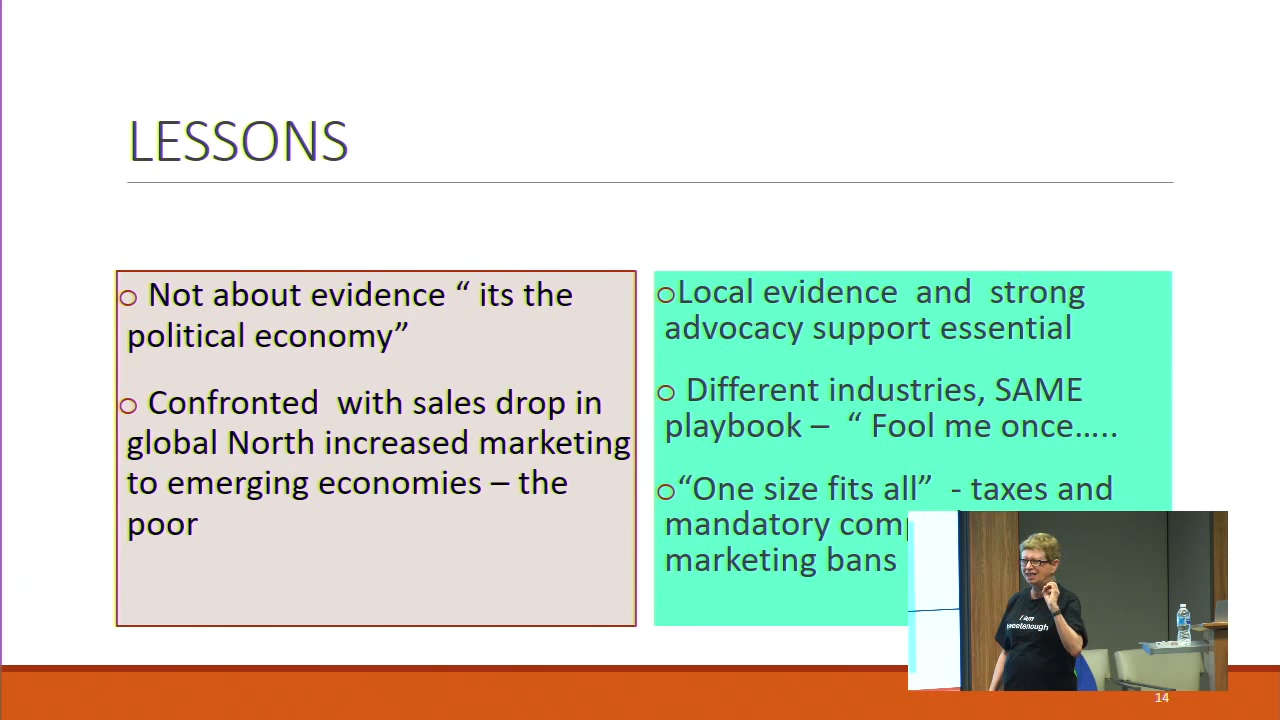 LESSONS
o Not about evidence “ its the
political economy”
o Confronted  with sales drop in
global North increased marketing
to emerging economies – the
poor
oLocal evidence  and  strong
advocacy support essential
o Different industries, SAME
playbook –  “ Fool me once…..
o“One size fits all”  - taxes and
mandatory
marketing bans
I am
14